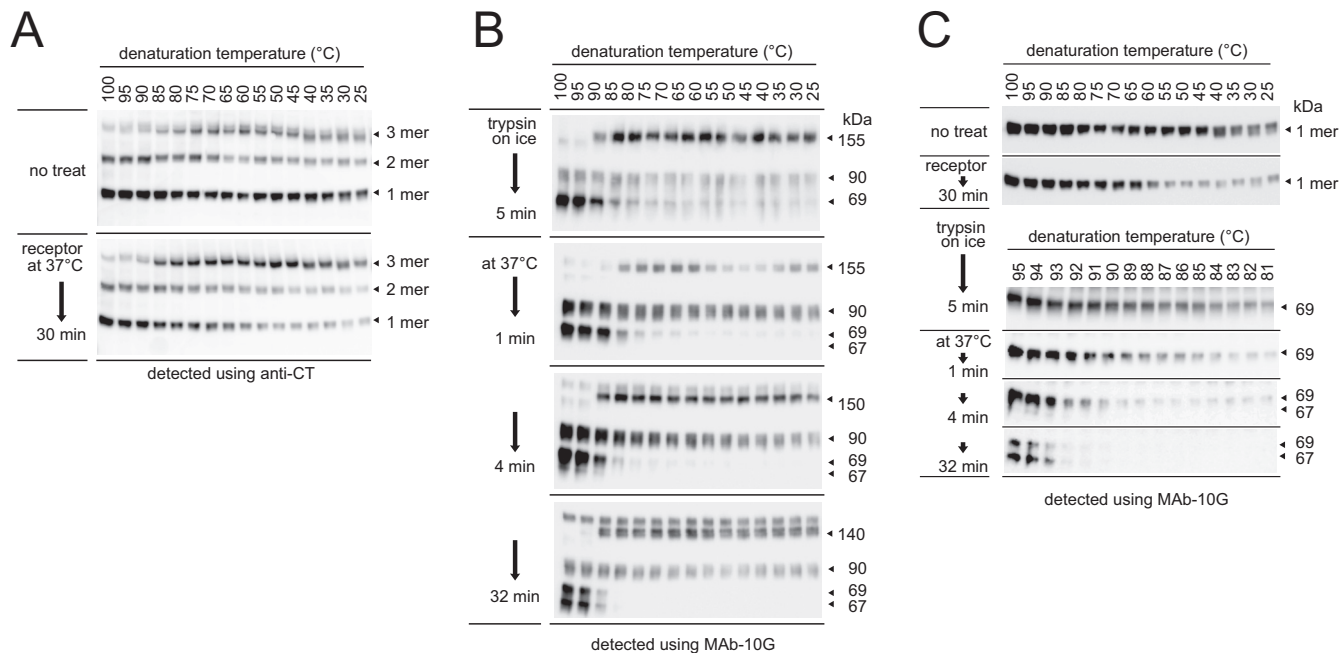 A
denaturation temperature (°C)
100 95 90 85 80 75 70 65 60 55 50 45 40 35 30 25
no treat
3 mer
2 mer
1 mer
receptor
at 37°C
30 min
3 mer
2 mer
1 mer
detected using anti-CT
B
denaturation temperature (°C)
100 95 90 85 80 75 70 65 60 55 50 45 40 35 30 25
kDa
trypsin
on ice
5 min
155
90
69
at 37°C
1 min
155
90
69
67
4 min
150
90
69
67
32 min
140
90
69
67
detected using MAb-10G
C
denaturation temperature (°C)
100 95 90 85 80 75 70 65 60 55 50 45 40 35 30 25
kDa
no treat
1 mer
receptor
30 min
1 mer
trypsin
on ice
5 min
denaturation temperature (°C)
95 94 93 92 91 90 89 88 87 86 85 84 83 82 81
69
at 37°C
1 min
69
4 min
69
67
32 min
69
67
detected using MAb-10G